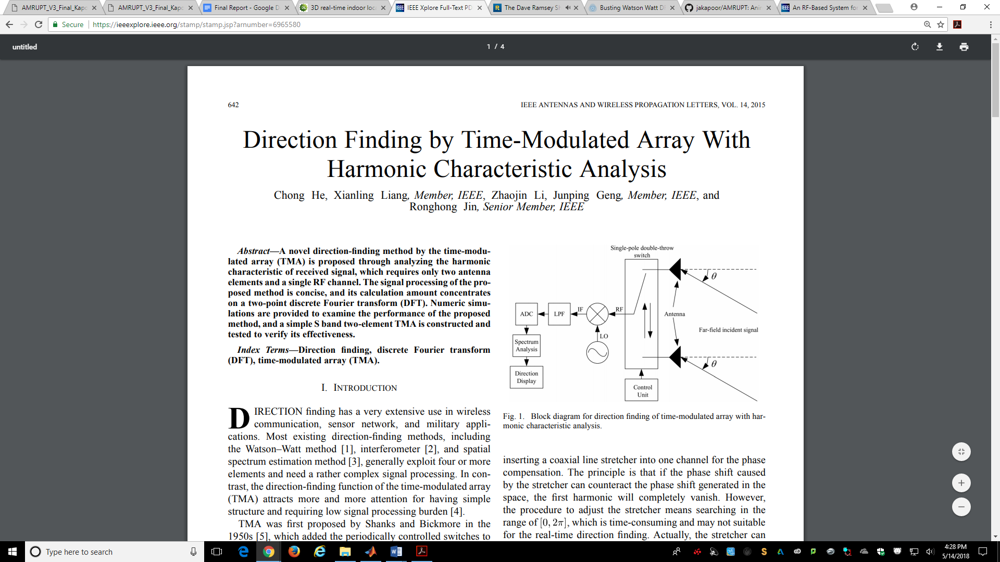 AMRUPT_V3_Final_Kapo
AMRUPT_V3_Final_Kapo
Final Report - Google D
3D real-time indoor loc
IEEE Xplore Full-Text PD
The Dave Ramsey Sh
Busting Watson Watt Di
jakapoor/AMRUPT: Ani
An RF-Based System for
Secure
https://ieeexplore.ieee.org/stamp/stamp.jsp?arnumber=6965580
untitled
1 / 4
642
IEEE ANTENNAS AND WIRELESS PROPAGATION LETTERS, VOL. 14, 2015
Direction Finding by Time-Modulated Array With
Harmonic Characteristic Analysis
Chong He, Xianling Liang, Member, IEEE, Zhaojin Li, Junping Geng, Member, IEEE, and
Ronghong Jin, Senior Member, IEEE
Abstract—A novel direction-finding method by the time-modu-
lated array (TMA) is proposed through analyzing the harmonic
characteristic of received signal, which requires only two antenna
elements and a single RF channel. The signal processing of the pro-
posed method is concise, and its calculation amount concentrates
on a two-point discrete Fourier transform (DFT). Numeric simu-
lations are provided to examine the performance of the proposed
method, and a simple S band two-element TMA is constructed and
tested to verify its effectiveness.
Index Terms—Direction finding, discrete Fourier transform
(DFT), time-modulated array (TMA).
I. INTRODUCTION
DIRECTION finding has a very extensive use in wireless
communication, sensor network, and military appli-
cations. Most existing direction-finding methods, including
the Watson–Watt method [1], interferometer [2], and spatial
spectrum estimation method [3], generally exploit four or more
elements and need a rather complex signal processing. In con-
trast, the direction-finding function of the time-modulated array
(TMA) attracts more and more attention for having simple
structure and requiring low signal processing burden [4].
TMA was first proposed by Shanks and Bickmore in the
1950s [5], which added the periodically controlled switches to
Single-pole double-throw
switch
θ
ADC
LPF
IF
RF
Antenna
LO
Far-field incident signal
Spectrum
Analysis
θ
Direction
Display
Control
Unit
Fig. 1. Block diagram for direction finding of time-modulated array with har-
monic characteristic analysis.
inserting a coaxial line stretcher into one channel for the phase
compensation. The principle is that if the phase shift caused
by the stretcher can counteract the phase shift generated in the
space, the first harmonic will completely vanish. However,
the procedure to adjust the stretcher means searching in the
range of [0, 2π], which is time-consuming and may not suitable
for the real-time direction finding. Actually, the stretcher can
Type here to search
4:28 PM
5/14/2018